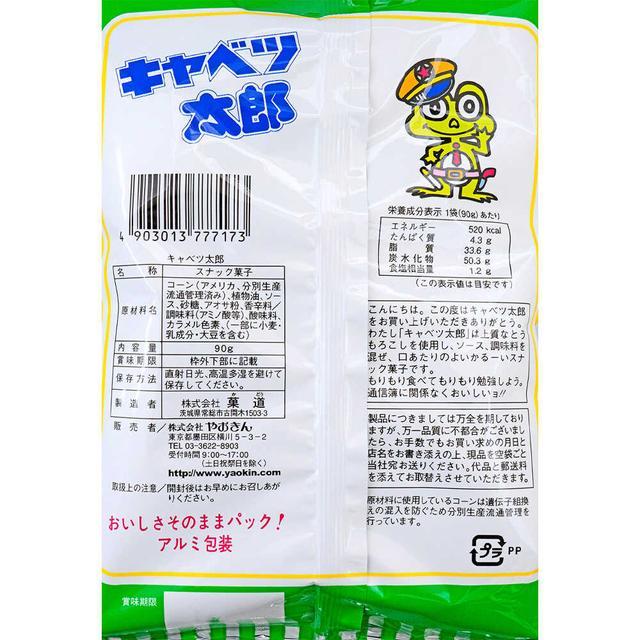 キャベツ
太郎
4 903013 777173
キャベツ太郎
名称 スナック菓子
原材料名 コーン(アメリカ、分別生産
流通管理済み)、植物油、ソー
ス、砂糖、アオサ粉、香辛料/
調味料(アミノ酸等)、酸味料、
カラメル色素、(一部に小麦・
乳成分・大豆を含む)
内容量 90g
賞味期限 枠外下部に記載
保存方法 直射日光、高温多湿を避けて
保存してください。
製造者 株式会社 菓道
茨城県常総市古間木1503-3
販売者 株式会社 やおきん
東京都墨田区横川5-3-2
TEL 03-3622-8903
受付時間 9:00~17:00
(土日祝祭日を除く)
http://www.yaokin.com
取扱上の注意/開封後はお早めにお召しあが
りください。
おいしさそのままパック!
アルミ包装
賞味期限
栄養成分表示 1袋(90g)あたり
エネルギー 520 kcal
たんぱく質 4.3 g
脂質 33.6 g
炭水化物 50.3 g
食塩相当量 1.2 g
(この表示値は目安です)
こんにちは。この度はキャベツ太郎
をお買い上げいただきありがとう。
わたし「キャベツ太郎」は上質なとう
もろこしを使用し、ソース、調味料を
混ぜ、口あたりのよいかるーいスナ
ック菓子です。
もりもり食べてもりもり勉強しよう。
通信簿に関係なくおいしいョ!!
製品につきましては万全を期しており
ますが、万一品質に不都合がございまし
たら、お手数でもお買い求めの月日と
店名をお書き添えの上、現品を空袋ごと
当社宛お送りください。代品と郵送料
を添えてお取替えさせていただきます。
原材料に使用しているコーンは遺伝子組換
えの混入を防ぐため分別生産流通管理を
行っています。
プラ PP